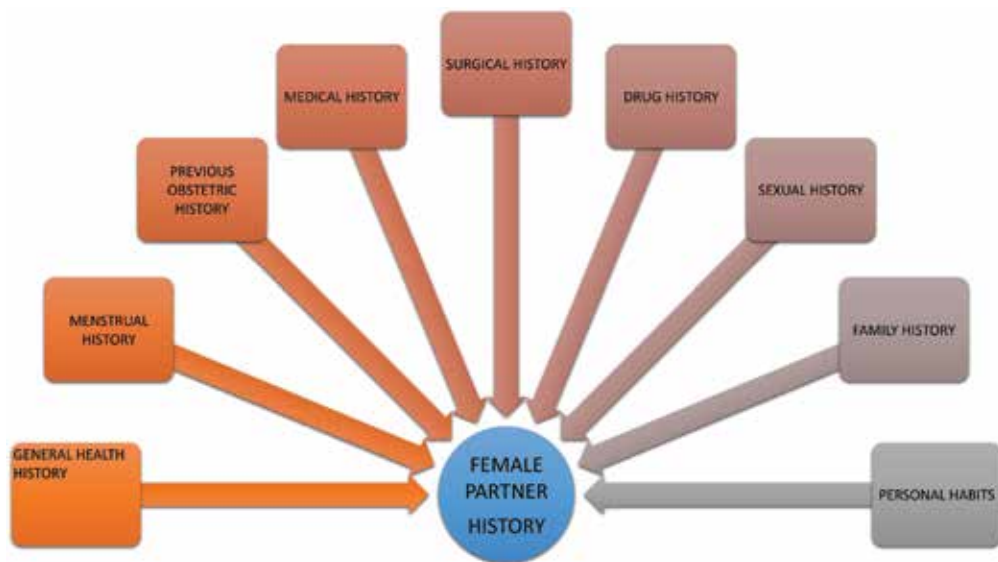 SURGICAL HISTORY
MEDICAL HISTORY
DRUG HISTORY
PREVIOUS
OBSTETRIC
HISTORY
SEXUAL HISTORY
MENSTRUAL
HISTORY
FAMILY HISTORY
GENERAL HEALTH
HISTORY
FEMALE
PARTNER
HISTORY
PERSONAL HABITS